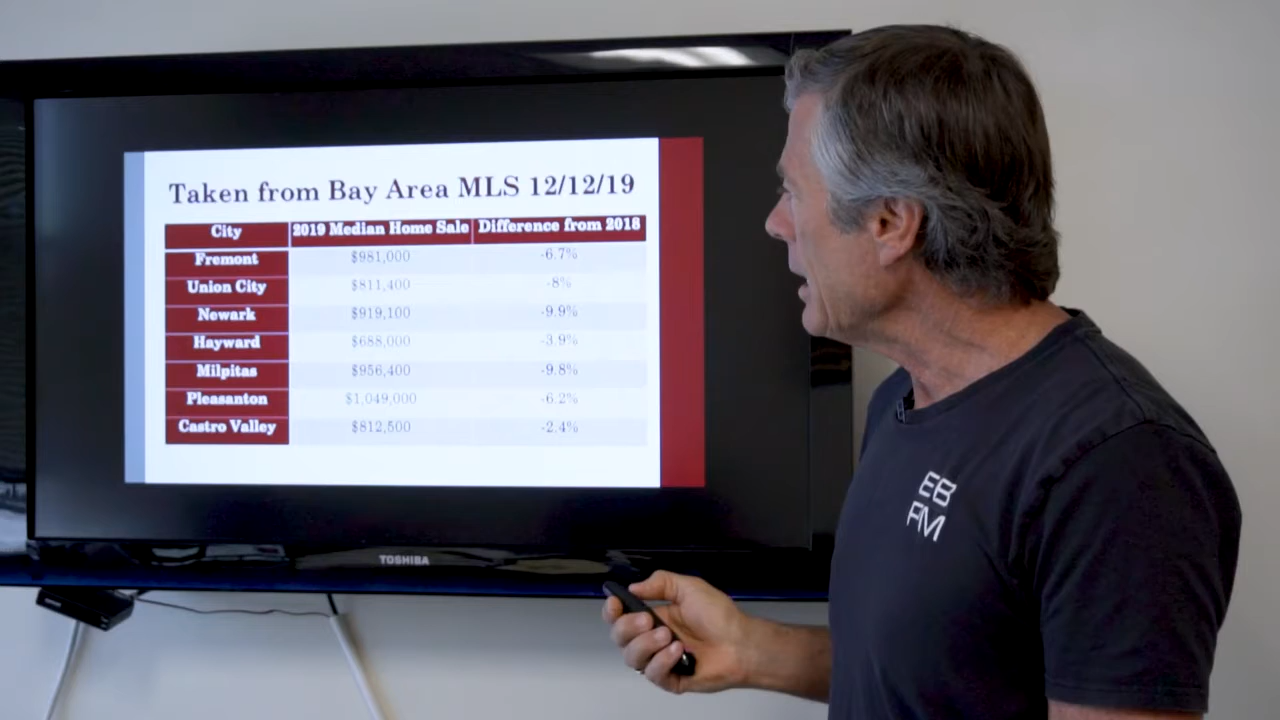 Taken from Bay Area MLS 12/12/19
City 2019 Median Home Sale Difference from 2018
Fremont $981,000 -6.7%
Union City $811,400 -8%
Newark $919,100 -9.9%
Hayward $688,000 -3.9%
Milpitas $956,400 -9.8%
Pleasanton $1,049,000 -6.2%
Castro Valley $812,500 -2.4%
TOSHIBA
EB
PM